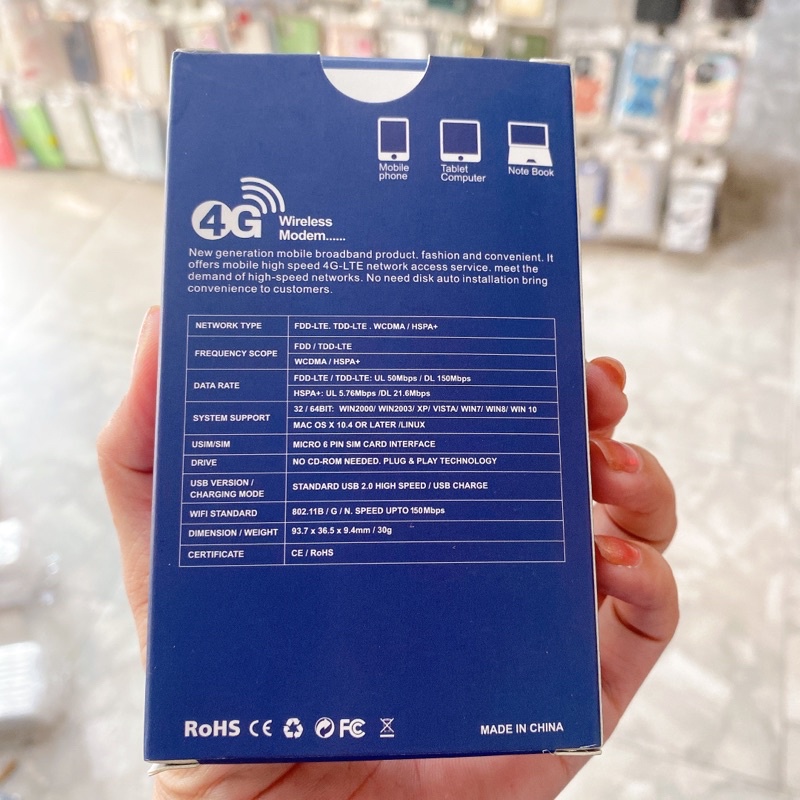 Mobile phone
Tablet Computer
Note Book
4G Wireless
Modem......
New generation mobile broadband product. fashion and convenient. It
offers mobile high speed 4G-LTE network access service. meet the
demand of high-speed networks. No need disk auto installation bring
convenience to customers.
NETWORK TYPE FDD-LTE. TDD-LTE . WCDMA / HSPA+
FREQUENCY SCOPE FDD / TDD-LTE
WCDMA / HSPA+
DATA RATE FDD-LTE / TDD-LTE: UL 50Mbps / DL 150Mbps
HSPA+: UL 5.76Mbps /DL 21.6Mbps
SYSTEM SUPPORT 32 / 64BIT: WIN2000/ WIN2003/ XP/ VISTA/ WIN7/ WIN8/ WIN 10
MAC OS X 10.4 OR LATER /LINUX
USIM/SIM MICRO 6 PIN SIM CARD INTERFACE
DRIVE NO CD-ROM NEEDED. PLUG & PLAY TECHNOLOGY
USB VERSION / CHARGING MODE STANDARD USB 2.0 HIGH SPEED / USB CHARGE
WIFI STANDARD 802.11B / G / N. SPEED UPTO 150Mbps
DIMENSION / WEIGHT 93.7 x 36.5 x 9.4mm / 30g
CERTIFICATE CE / RoHS
RoHS CE FC MADE IN CHINA